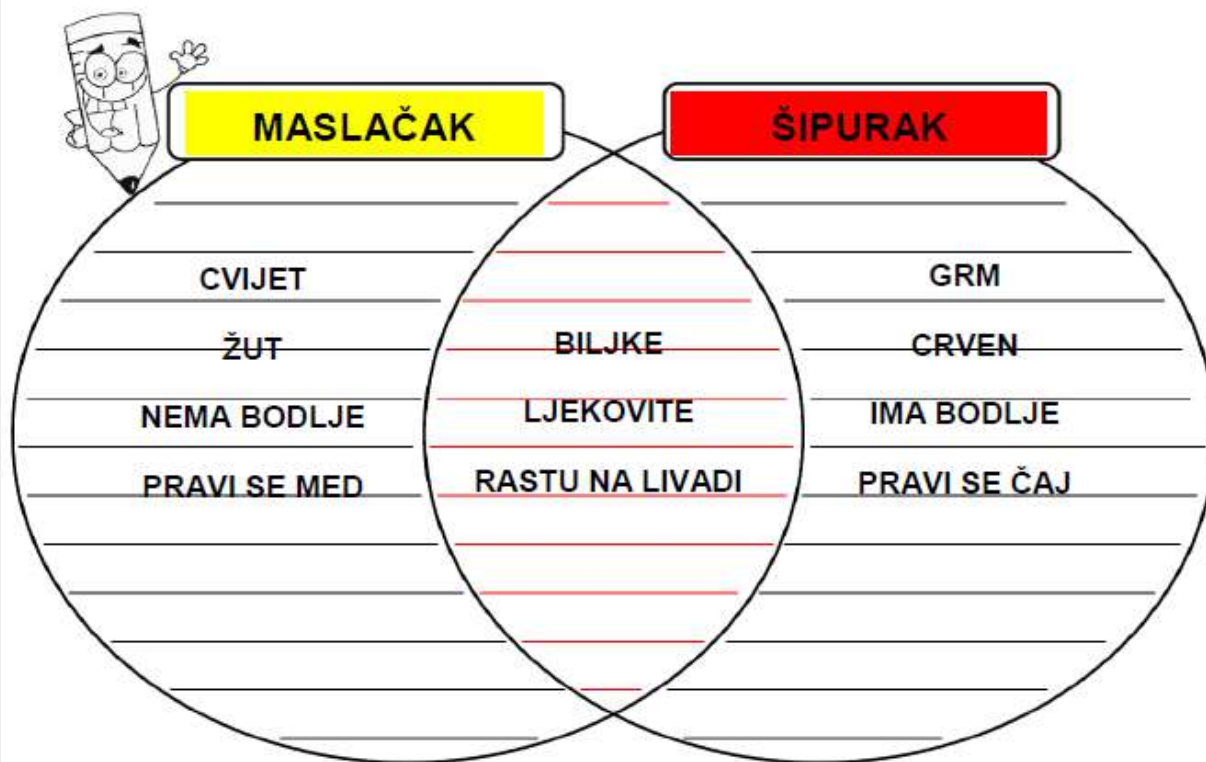 MASLAČAK
ŠIPURAK
CVIJET
ŽUT
NEMA BODLJE
PRAVI SE MED
BILJKE
LJEKOVITE
RASTU NA LIVADI
GRM
CRVEN
IMA BODLJE
PRAVI SE ČAJ